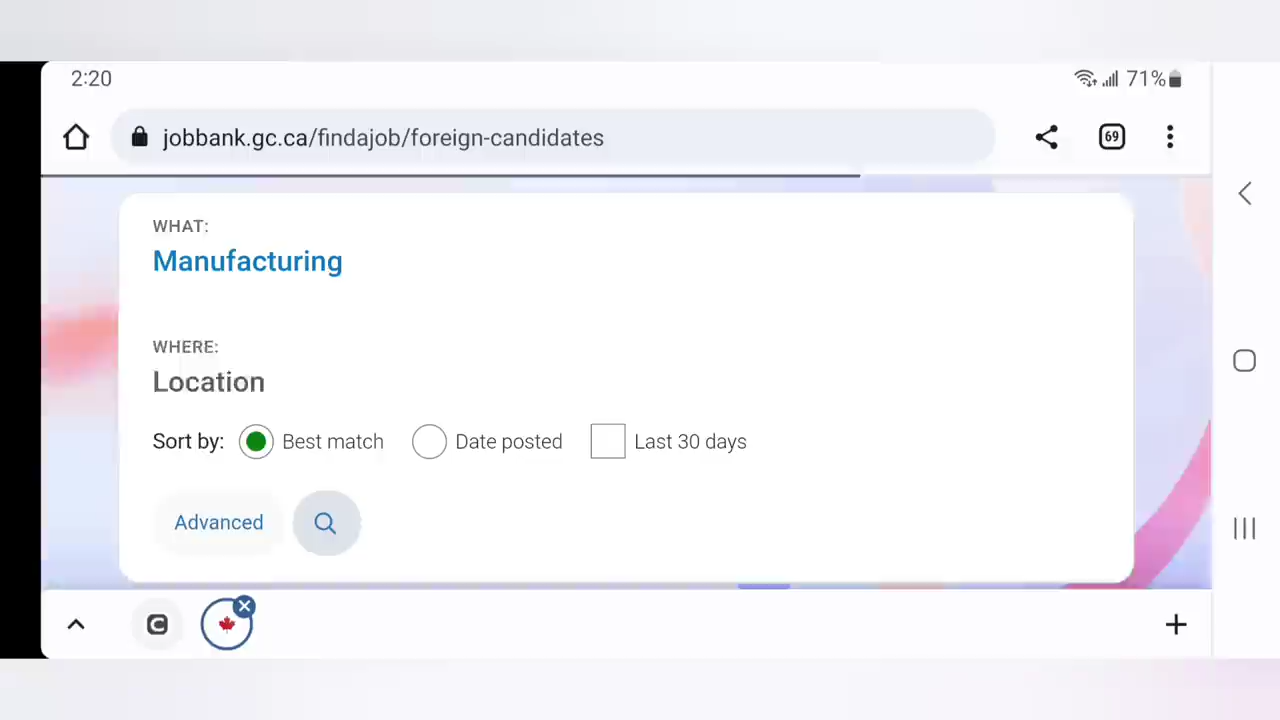 2:20
71%
jobbank.gc.ca/findajob/foreign-candidates
69
WHAT:
Manufacturing
WHERE:
Location
Sort by: Best match Date posted Last 30 days
Advanced
C